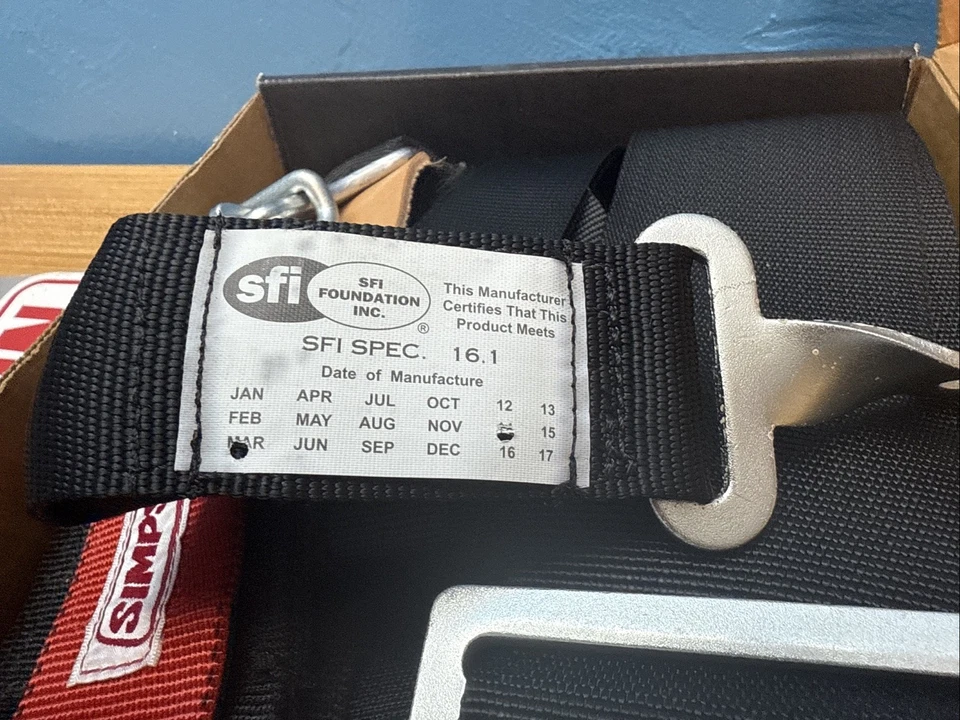 sfi
SFI
FOUNDATION
INC.
®
This Manufacturer
Certifies That This
Product Meets
SFI SPEC. 16.1
Date of Manufacture
JAN APR JUL OCT 12 13
FEB MAY AUG NOV 15
MAR JUN SEP DEC 16 17
SIMPS